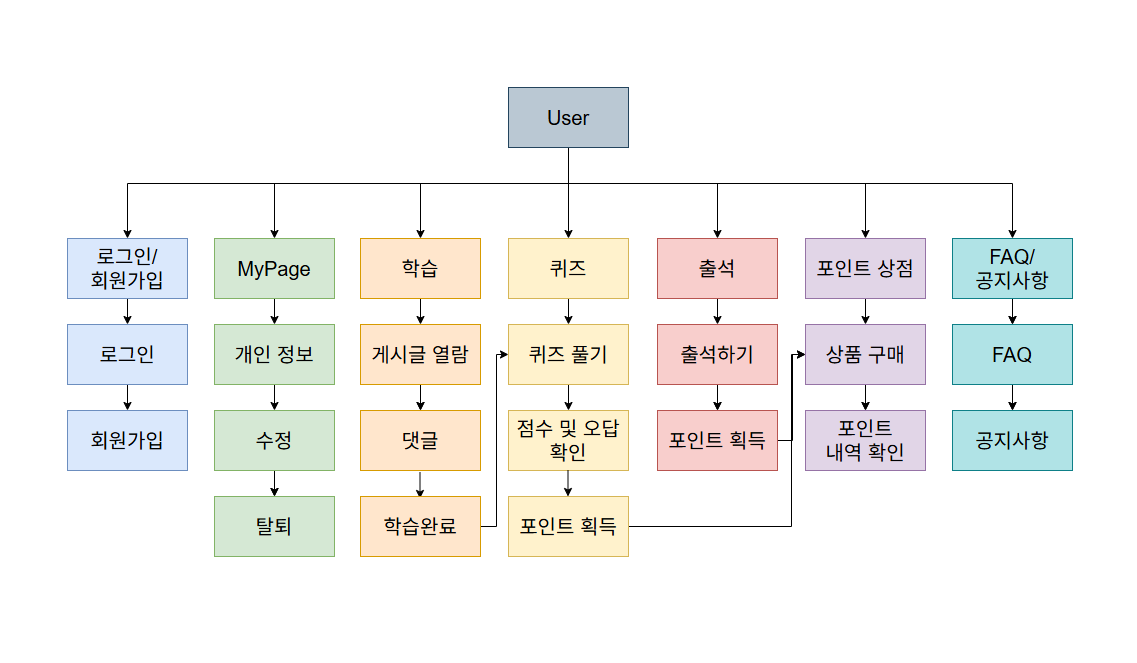 User
로그인/
회원가입
MyPage
학습
퀴즈
출석
포인트 상점
FAQ/
공지사항
로그인
개인 정보
게시글 열람
퀴즈 풀기
출석하기
상품 구매
FAQ
회원가입
수정
댓글
점수 및 오답
확인
포인트 획득
포인트
내역 확인
공지사항
탈퇴
학습완료
포인트 획득